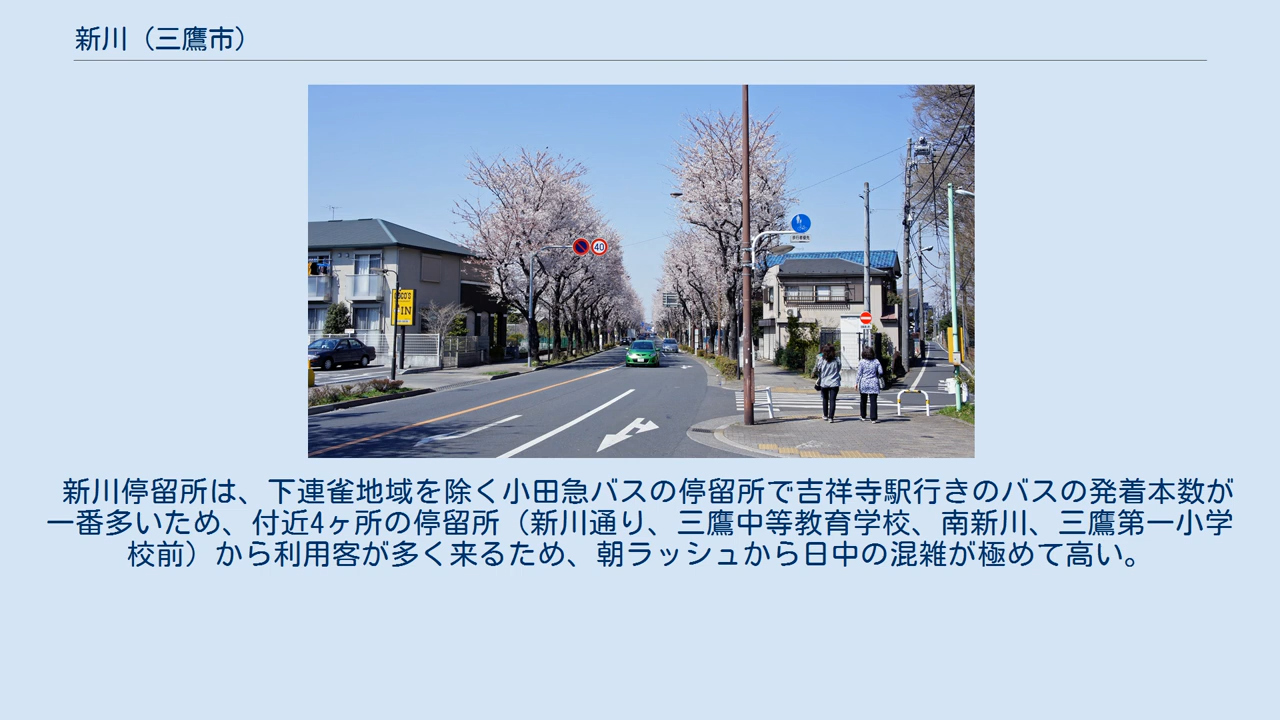 新川（三鷹市）
40
IN
新川停留所は、下連雀地域を除く小田急バスの停留所で吉祥寺駅行きのバスの発着本数が
一番多いため、付近4ヶ所の停留所（新川通り、三鷹中等教育学校、南新川、三鷹第一小学
校前）から利用客が多く来るため、朝ラッシュから日中の混雑が極めて高い。